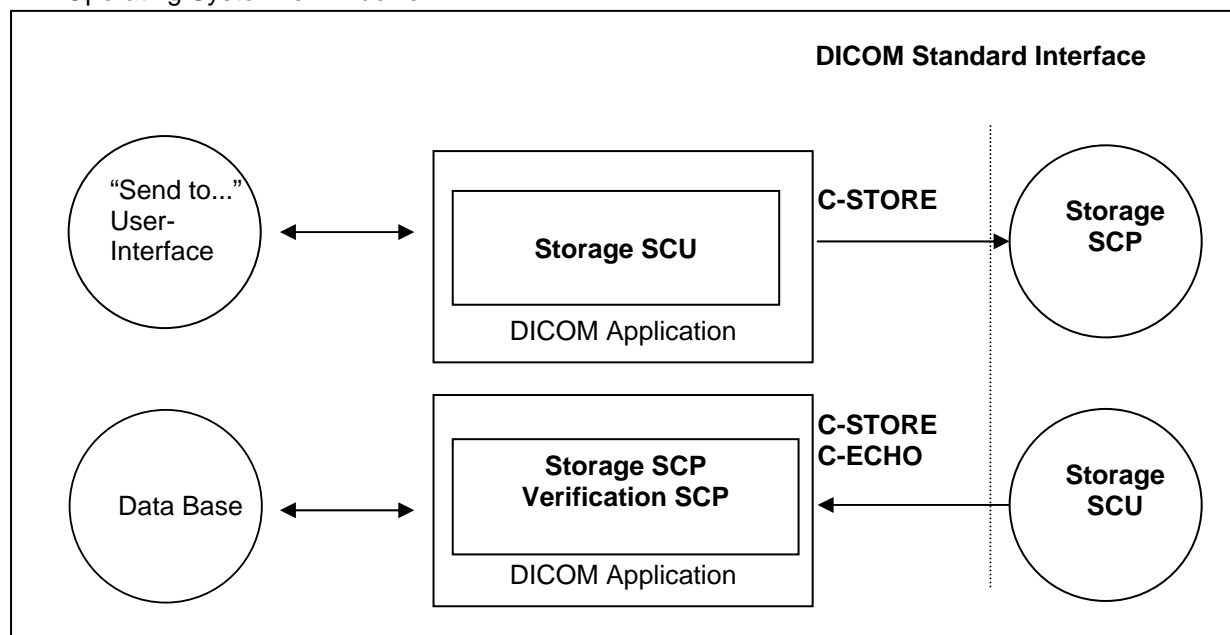 DICOM Standard Interface
“Send to...”
User-
Interface
Storage SCU
DICOM Application
C-STORE
Storage
SCP
Data Base
Storage SCP
Verification SCP
DICOM Application
C-STORE
C-ECHO
Storage
SCU